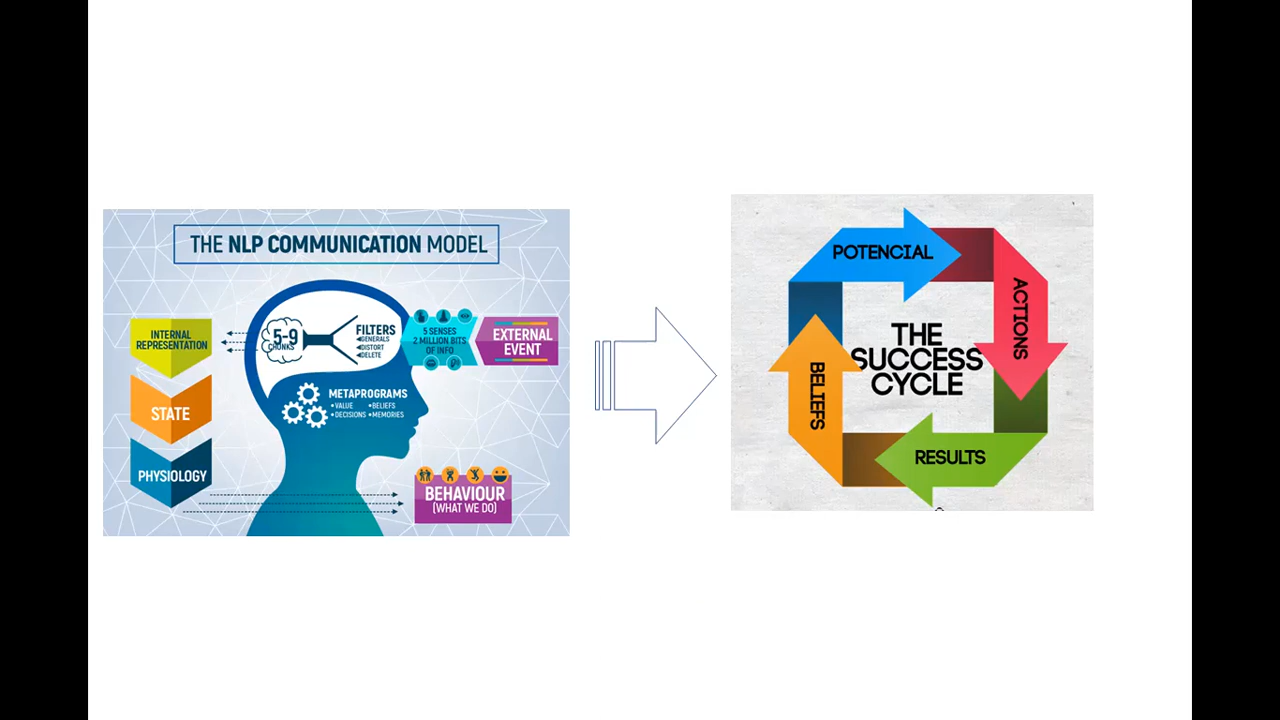 THE NLP COMMUNICATION MODEL
INTERNAL
REPRESENTATION
STATE
PHYSIOLOGY
5-9
CHUNKS
FILTERS
GENERALS
DISTORT
DELETE
5 SENSES
2 MILLION BITS
OF INFO
EXTERNAL
EVENT
METAPROGRAMS
• VALUE • BELIEFS
• DECISIONS • MEMORIES
BEHAVIOUR
(WHAT WE DO)
POTENCIAL
ACTIONS
THE
SUCCESS
CYCLE
BELIEFS
RESULTS